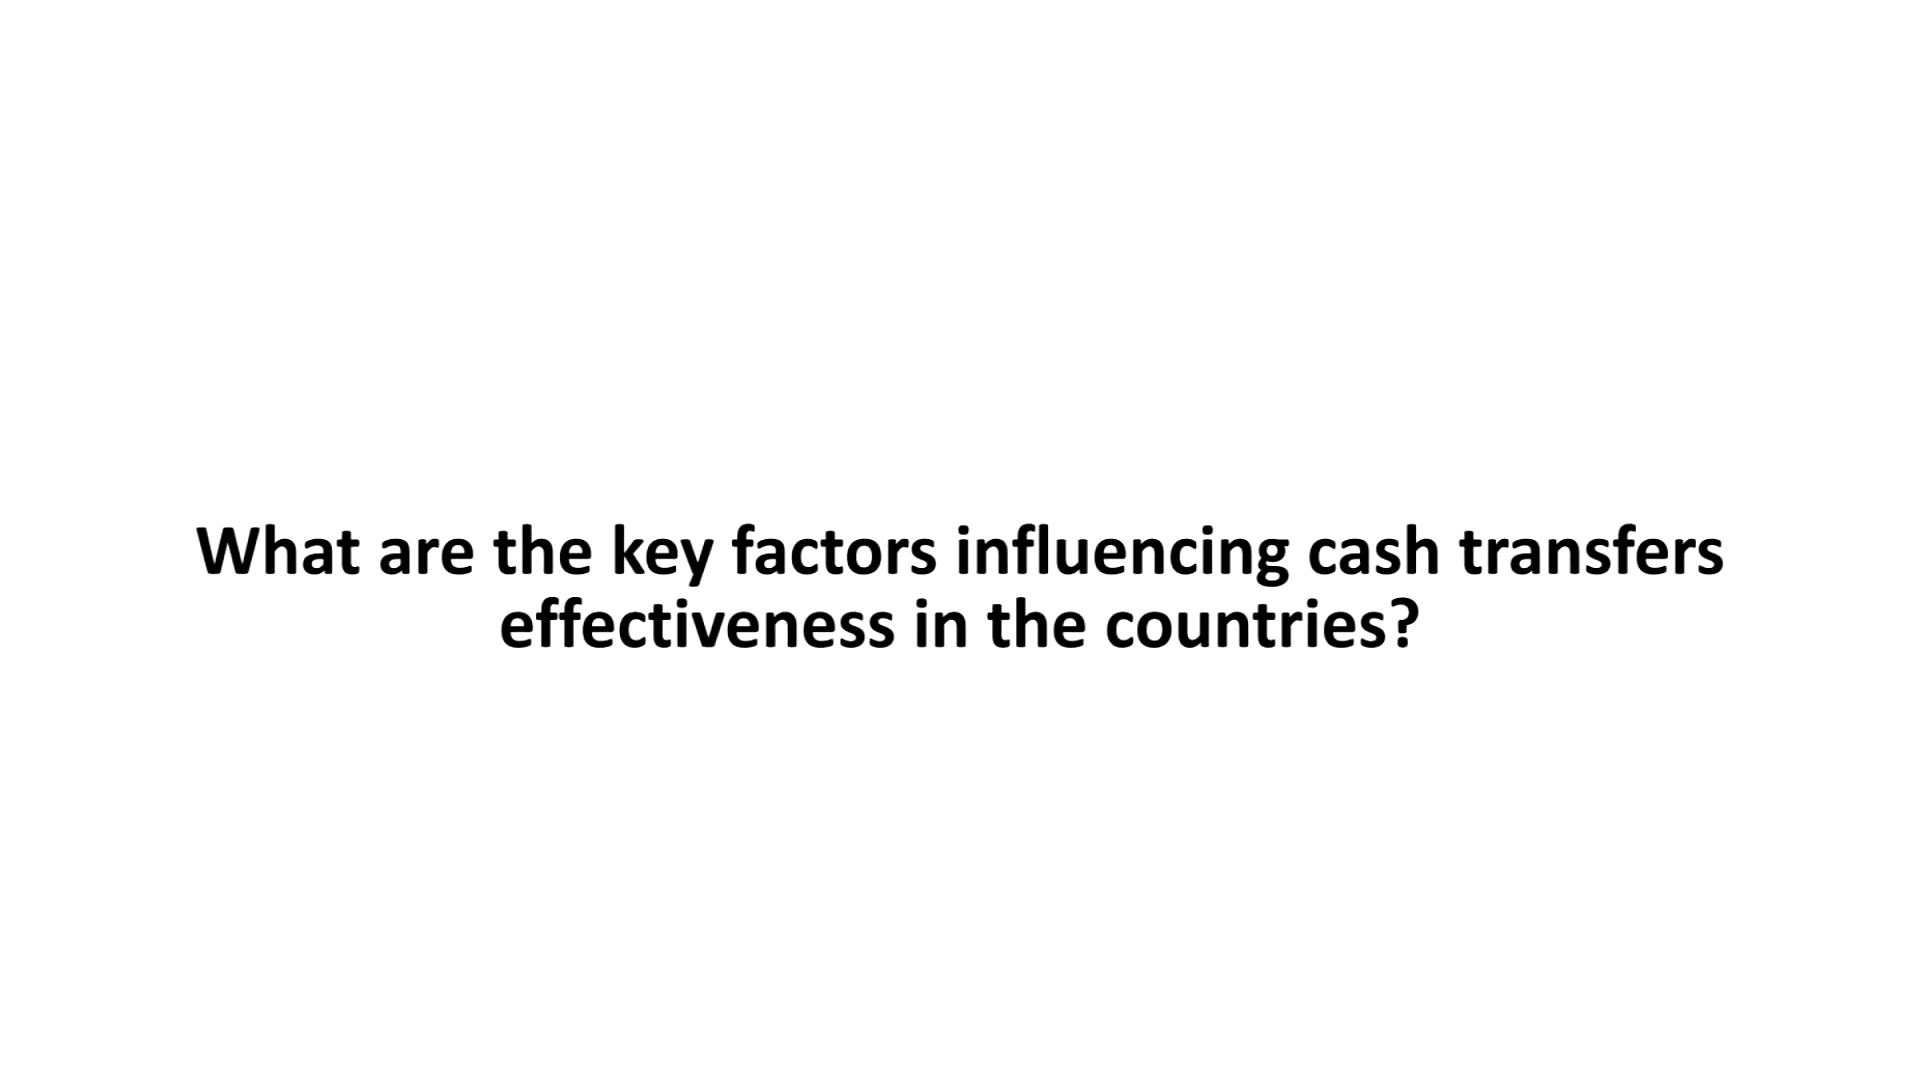 What are the key factors influencing cash transfers
effectiveness in the countries?